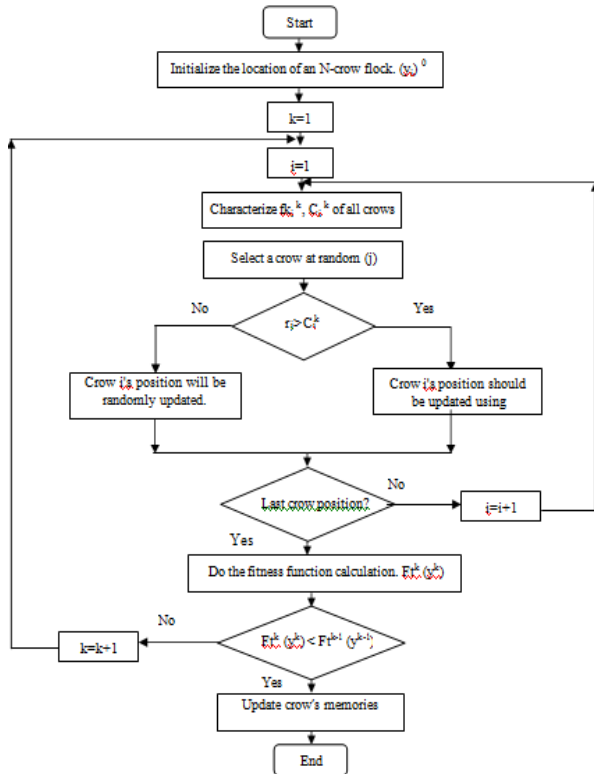 Start
Initialize the location of an N-crow flock. (yᵢ) ⁰
k=1
i=1
Characterize fkᵢ ᵏ, Cᵢ ᵏ of all crows
Select a crow at random (j)
No
Yes
rⱼ>Cᵢᵏ
Crow i's position will be
randomly updated.
Crow i's position should
be updated using
Last crow position?
No
i=i+1
Yes
Do the fitness function calculation. Ftᵏ (yᵏ)
No
k=k+1
Ftᵏ (yᵏ) < Ftᵏ⁻¹ (yᵏ⁻¹)
Yes
Update crow's memories
End